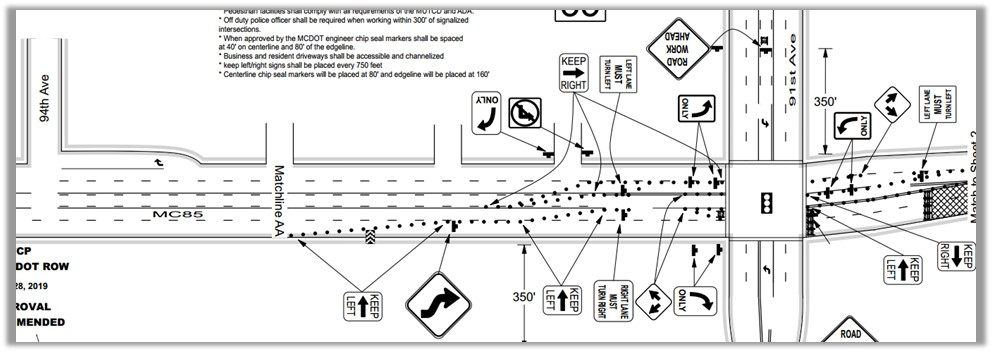 Pedestrian facilities shall comply with all requirements of the MUTCD and ADA.
* Off duty police officer shall be required when working within 300' of signalized
intersections.
* When approved by the MCDOT engineer chip seal markers shall be spaced
at 40' on centerline and 80' of the edgeline.
* Business and resident driveways shall be accessible and channelized
* keep left/right signs shall be placed every 750 feet
* Centerline chip seal markers will be placed at 80' and edgeline will be placed at 160'
94th Ave
KEEP
RIGHT
LEFT LANE
MUST
TURN LEFT
ROAD
WORK
AHEAD
91st Ave
350'
ONLY
ONLY
ONLY
LEFT LANE
MUST
TURN LEFT
Matchline AA
MC85
Match to Sheet 2
CP
DOT ROW
28, 2019
ROVAL
MENDED
KEEP
LEFT
350'
KEEP
LEFT
RIGHT LANE
MUST
TURN RIGHT
ONLY
KEEP
LEFT
KEEP
RIGHT
ROAD